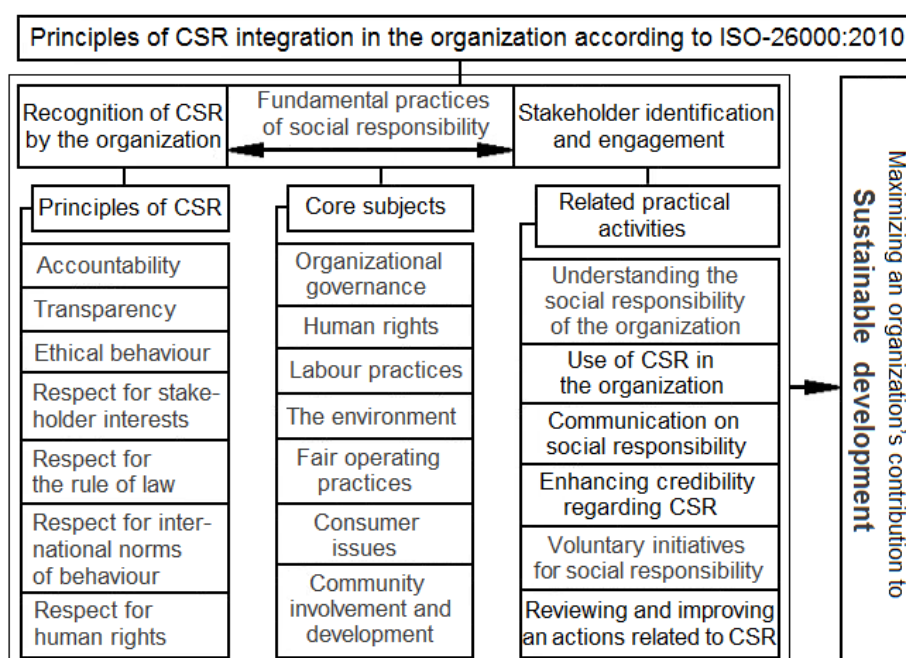 Principles of CSR integration in the organization according to ISO-26000:2010
Recognition of CSR
by the organization
Fundamental practices
of social responsibility
Stakeholder identification
and engagement
Principles of CSR
Accountability
Transparency
Ethical behaviour
Respect for stake-
holder interests
Respect for
the rule of law
Respect for inter-
national norms
of behaviour
Respect for
human rights
Core subjects
Organizational
governance
Human rights
Labour practices
The environment
Fair operating
practices
Consumer
issues
Community
involvement and
development
Related practical
activities
Understanding the
social responsibility
of the organization
Use of CSR in
the organization
Communication on
social responsibility
Enhancing credibility
regarding CSR
Voluntary initiatives
for social responsibility
Reviewing and improving
an actions related to CSR
Maximizing an organization's contribution to
Sustainable development